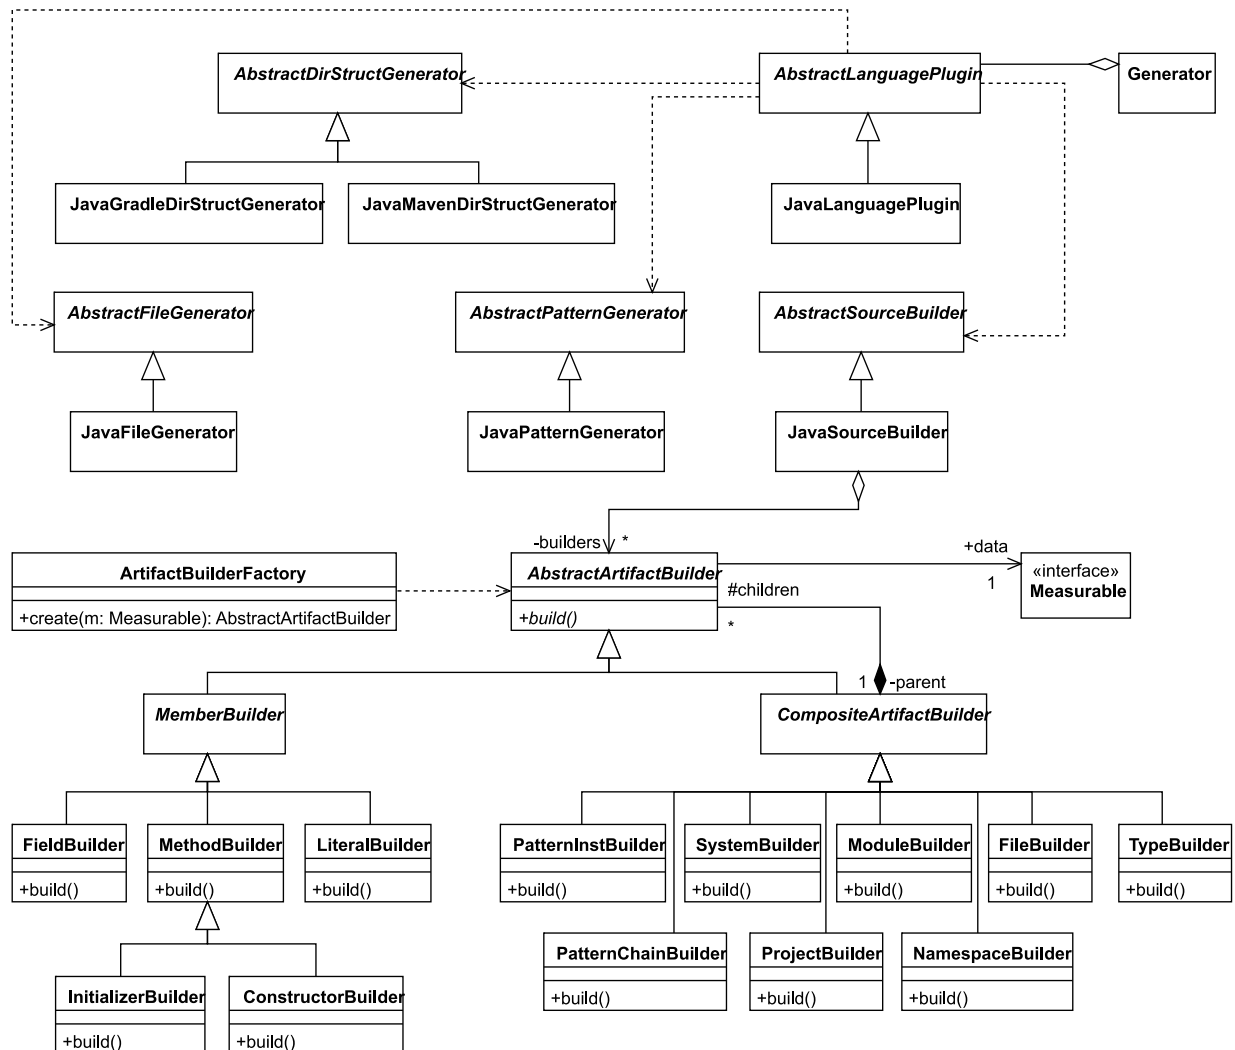 AbstractDirStructGenerator
AbstractLanguagePlugin
Generator
JavaGradleDirStructGenerator
JavaMavenDirStructGenerator
JavaLanguagePlugin
AbstractFileGenerator
AbstractPatternGenerator
AbstractSourceBuilder
JavaFileGenerator
JavaPatternGenerator
JavaSourceBuilder
-builders
*
ArtifactBuilderFactory
+create(m: Measurable): AbstractArtifactBuilder
AbstractArtifactBuilder
+build()
+data
1
«interface»
Measurable
#children
*
1
-parent
MemberBuilder
CompositeArtifactBuilder
FieldBuilder
+build()
MethodBuilder
+build()
LiteralBuilder
+build()
PatternInstBuilder
+build()
SystemBuilder
+build()
ModuleBuilder
+build()
FileBuilder
+build()
TypeBuilder
+build()
PatternChainBuilder
+build()
ProjectBuilder
+build()
NamespaceBuilder
+build()
InitializerBuilder
+build()
ConstructorBuilder
+build()